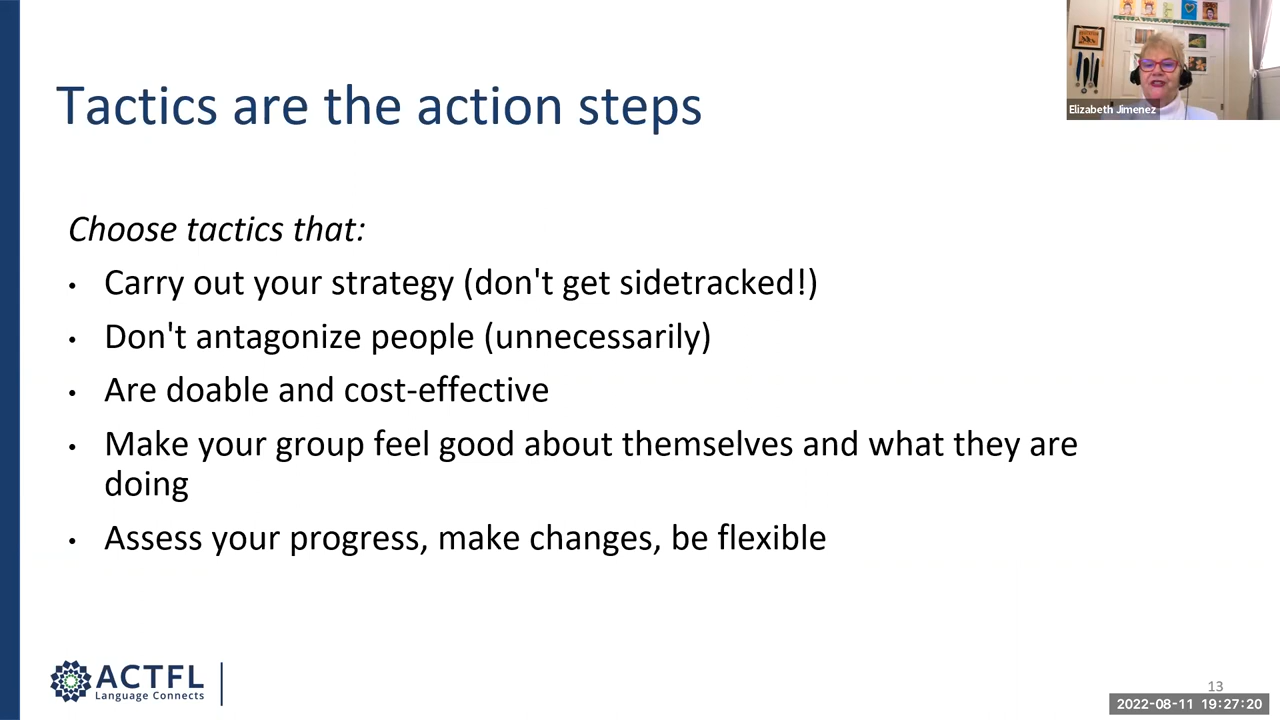 Elizabeth Jimenez
Tactics are the action steps
Choose tactics that:
• Carry out your strategy (don't get sidetracked!)
• Don't antagonize people (unnecessarily)
• Are doable and cost-effective
• Make your group feel good about themselves and what they are
doing
• Assess your progress, make changes, be flexible
ACTFL
Language Connects
13
2022-08-11 19:27:20